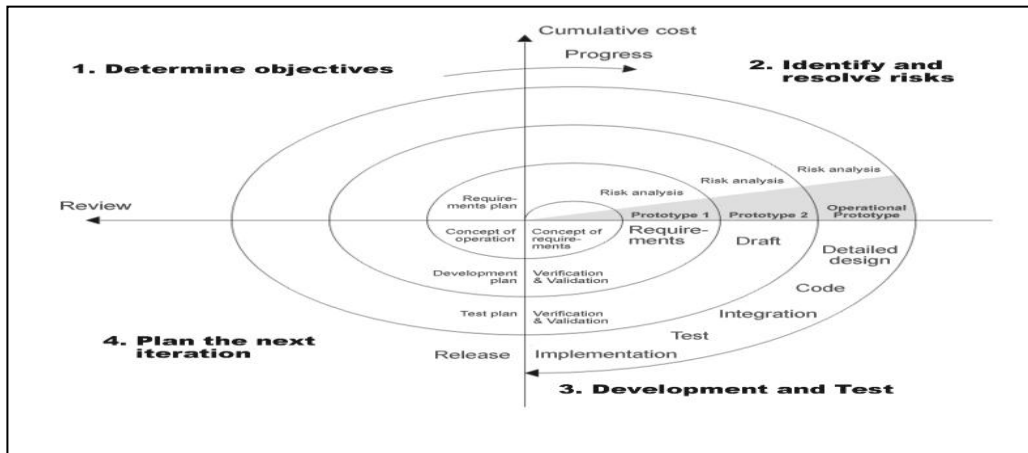 Cumulative cost
Progress
1. Determine objectives
2. Identify and
resolve risks
Risk analysis
Risk analysis
Risk analysis
Require-
ments plan
Review
Prototype 1
Prototype 2
Operational
Prototype
Concept of
operation
Concept of
require-
ments
Require-
ments
Draft
Detailed
design
Development
plan
Verification
& Validation
Code
Test plan
Verification
& Validation
Integration
Test
4. Plan the next
iteration
Release
Implementation
3. Development and Test